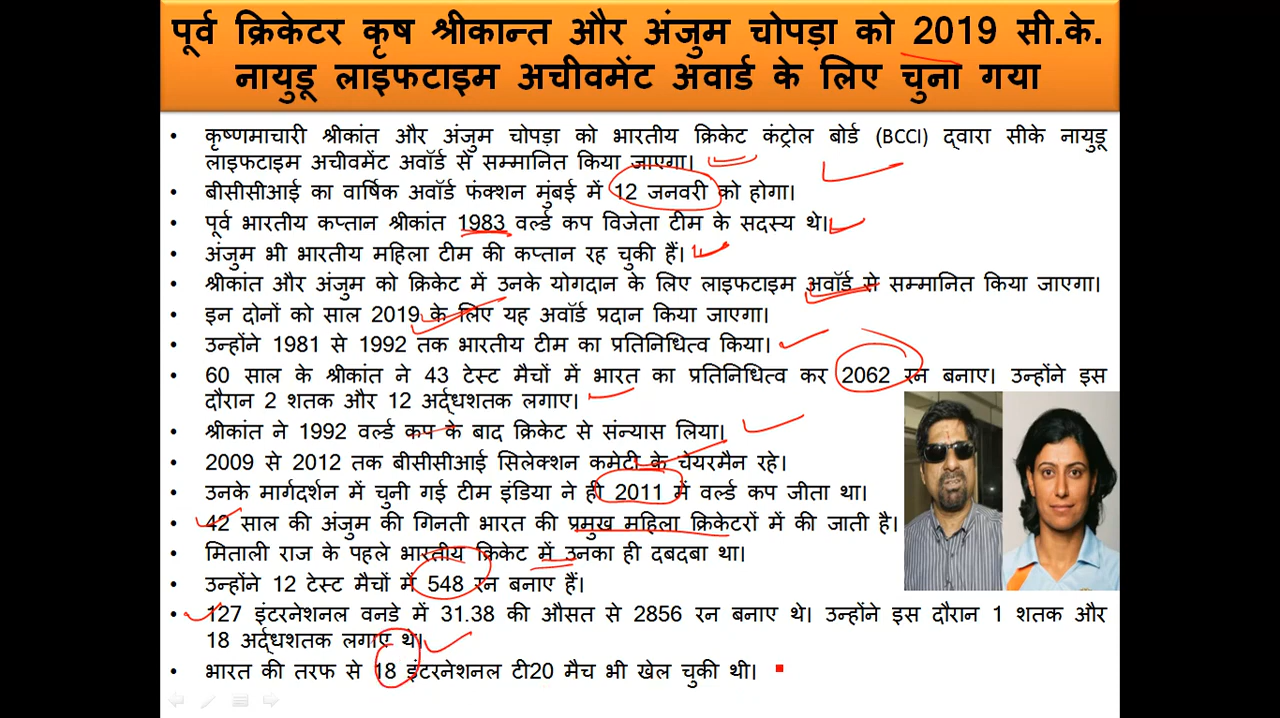 पूर्व क्रिकेटर कृष श्रीकान्त और अंजुम चोपड़ा को 2019 सी.के.
नायुडू लाइफटाइम अचीवमेंट अवार्ड के लिए चुना गया
• कृष्णमाचारी श्रीकांत और अंजुम चोपड़ा को भारतीय क्रिकेट कंट्रोल बोर्ड (BCCI) द्वारा सीके नायुडू
लाइफटाइम अचीवमेंट अवॉर्ड से सम्मानित किया जाएगा।
• बीसीसीआई का वार्षिक अवॉर्ड फंक्शन मुंबई में 12 जनवरी को होगा।
• पूर्व भारतीय कप्तान श्रीकांत 1983 वर्ल्ड कप विजेता टीम के सदस्य थे।
• अंजुम भी भारतीय महिला टीम की कप्तान रह चुकी हैं।
• श्रीकांत और अंजुम को क्रिकेट में उनके योगदान के लिए लाइफटाइम अवॉर्ड से सम्मानित किया जाएगा।
• इन दोनों को साल 2019 के लिए यह अवॉर्ड प्रदान किया जाएगा।
• उन्होंने 1981 से 1992 तक भारतीय टीम का प्रतिनिधित्व किया।
• 60 साल के श्रीकांत ने 43 टेस्ट मैचों में भारत का प्रतिनिधित्व कर 2062 रन बनाए। उन्होंने इस
दौरान 2 शतक और 12 अर्द्धशतक लगाए।
• श्रीकांत ने 1992 वर्ल्ड कप के बाद क्रिकेट से संन्यास लिया।
• 2009 से 2012 तक बीसीसीआई सिलेक्शन कमेटी के चेयरमैन रहे।
• उनके मार्गदर्शन में चुनी गई टीम इंडिया ने ही 2011 में वर्ल्ड कप जीता था।
• 42 साल की अंजुम की गिनती भारत की प्रमुख महिला क्रिकेटरों में की जाती है।
• मिताली राज के पहले भारतीय क्रिकेट में उनका ही दबदबा था।
• उन्होंने 12 टेस्ट मैचों में 548 रन बनाए हैं।
• 127 इंटरनेशनल वनडे में 31.38 की औसत से 2856 रन बनाए थे। उन्होंने इस दौरान 1 शतक और
18 अर्द्धशतक लगाए थे।
• भारत की तरफ से 18 इंटरनेशनल टी20 मैच भी खेल चुकी थी।